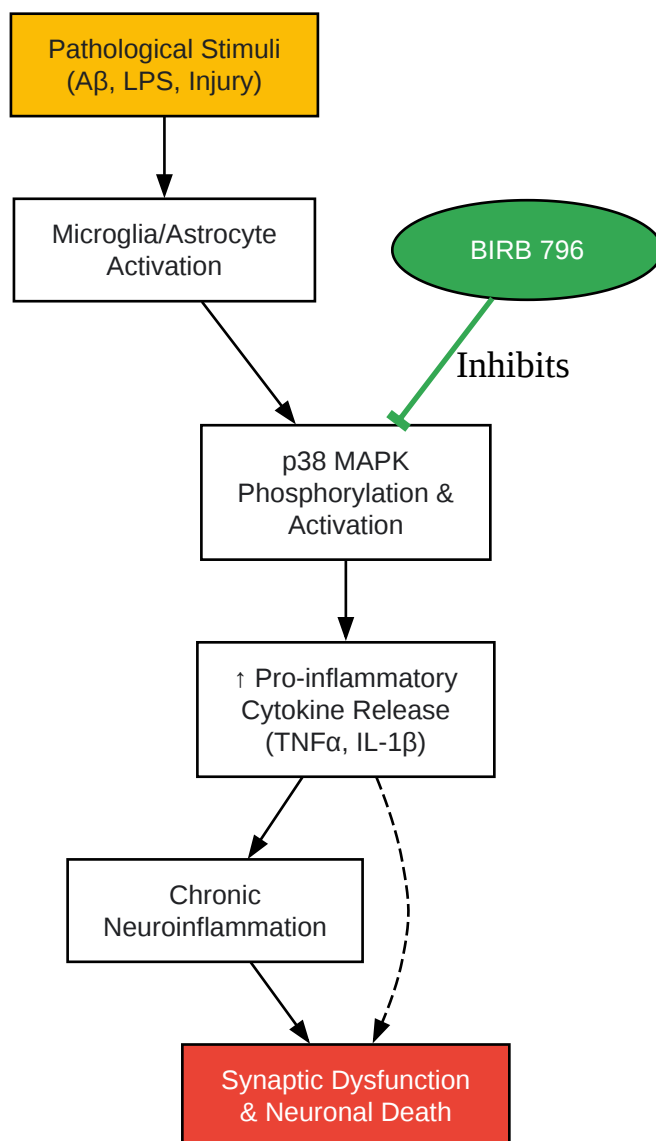 Pathological Stimuli
(Aβ, LPS, Injury)
Microglia/Astrocyte
Activation
BIRB 796
Inhibits
p38 MAPK
Phosphorylation &
Activation
↑ Pro-inflammatory
Cytokine Release
(TNFα, IL-1β)
Chronic
Neuroinflammation
Synaptic Dysfunction
& Neuronal Death